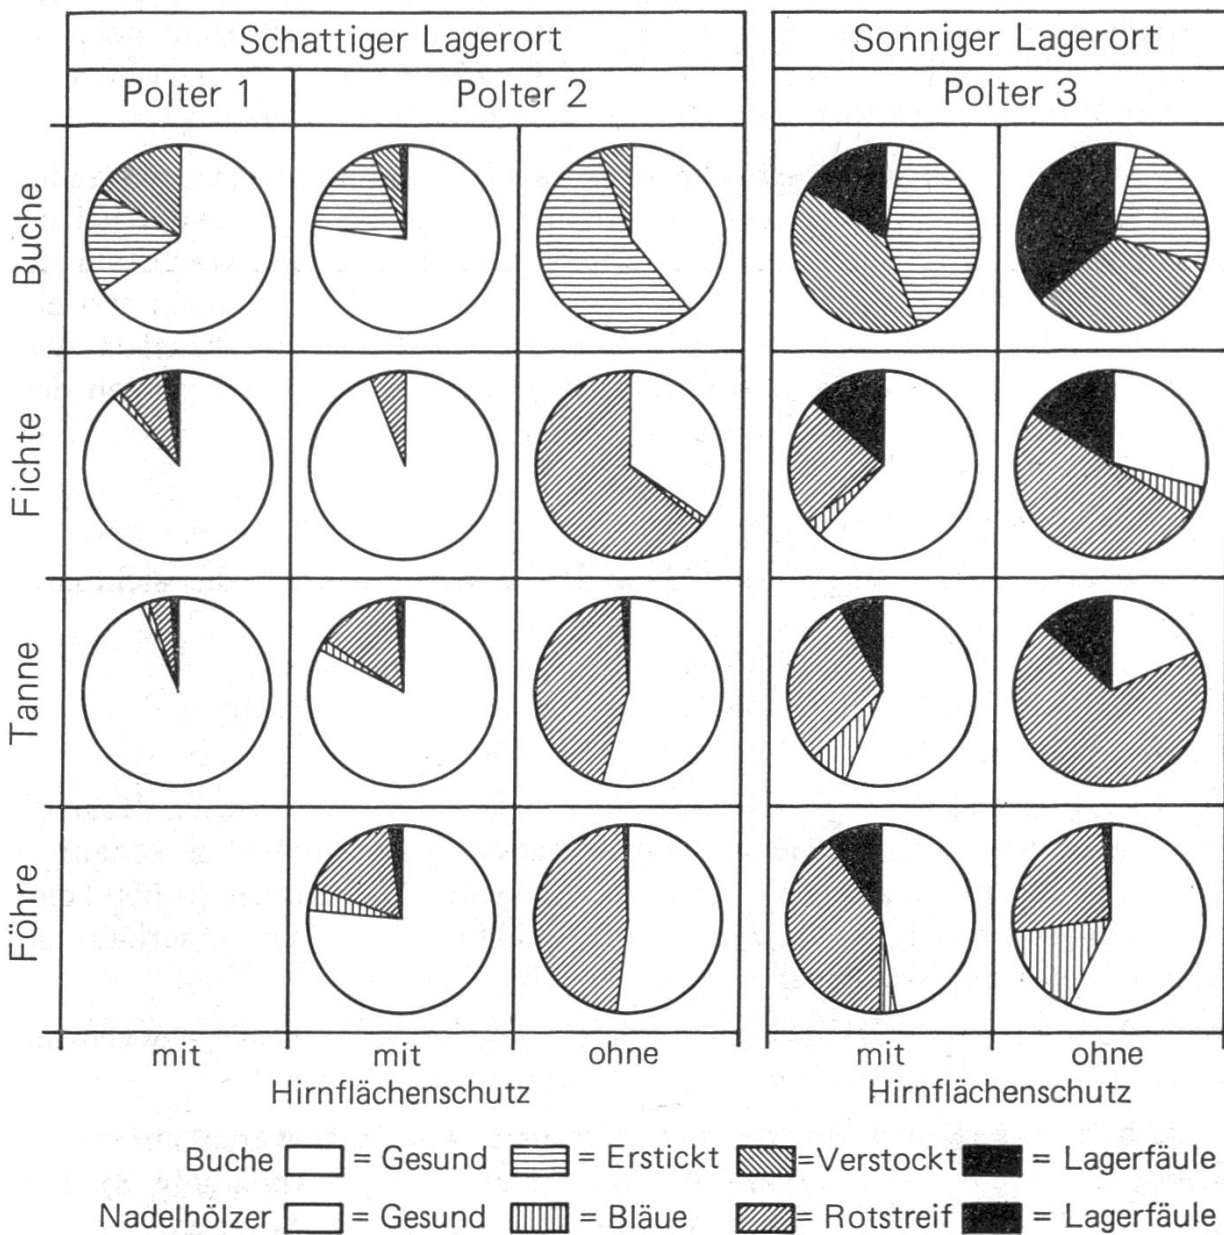 Schattiger Lagerort
Sonniger Lagerort
Polter 1
Polter 2
Polter 3
Buche
Fichte
Tanne
Föhre
mit
mit
ohne
mit
ohne
Hirnflächenschutz
Hirnflächenschutz
Buche = Gesund = Erstickt =Verstockt = Lagerfäule
Nadelhölzer = Gesund = Bläue = Rotstreif = Lagerfäule